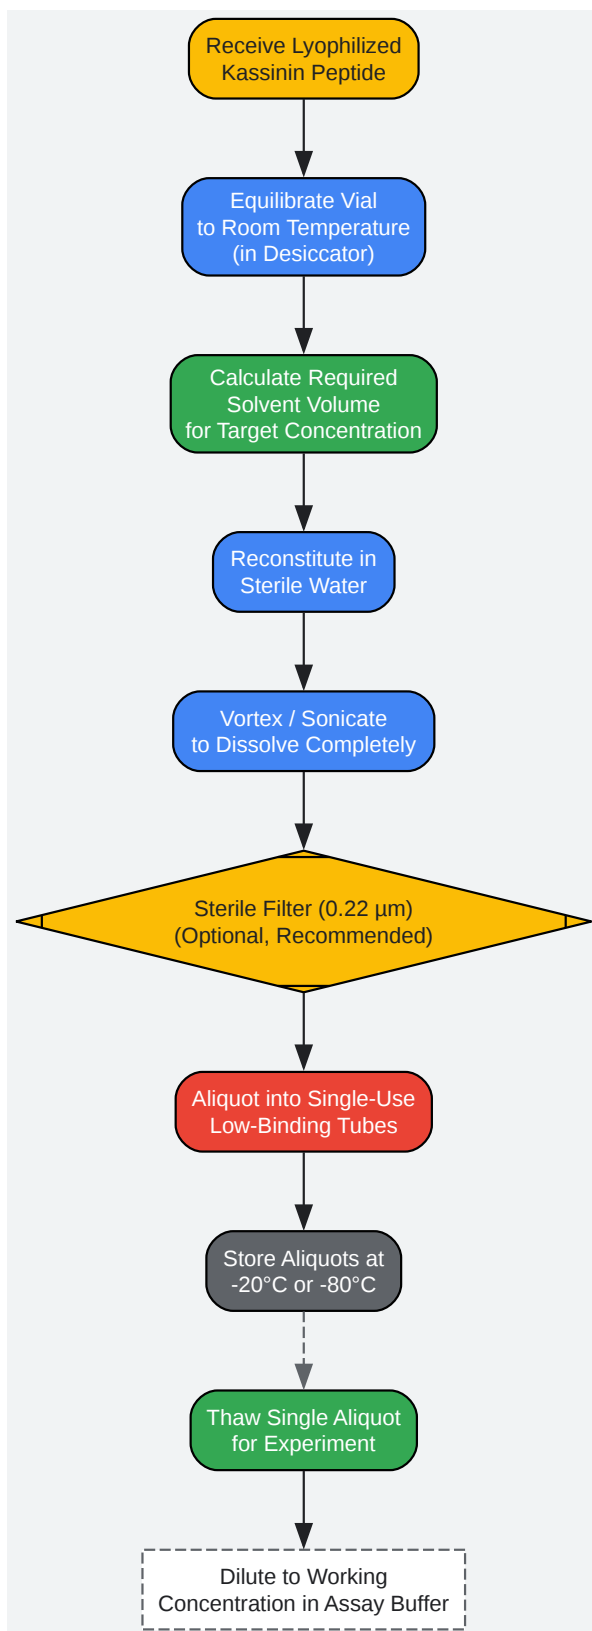 Receive Lyophilized
Kassinin Peptide
Equilibrate Vial
to Room Temperature
(in Desiccator)
Calculate Required
Solvent Volume
for Target Concentration
Reconstitute in
Sterile Water
Vortex / Sonicate
to Dissolve Completely
Sterile Filter (0.22 µm)
(Optional, Recommended)
Aliquot into Single-Use
Low-Binding Tubes
Store Aliquots at
-20°C or -80°C
Thaw Single Aliquot
for Experiment
Dilute to Working
Concentration in Assay Buffer